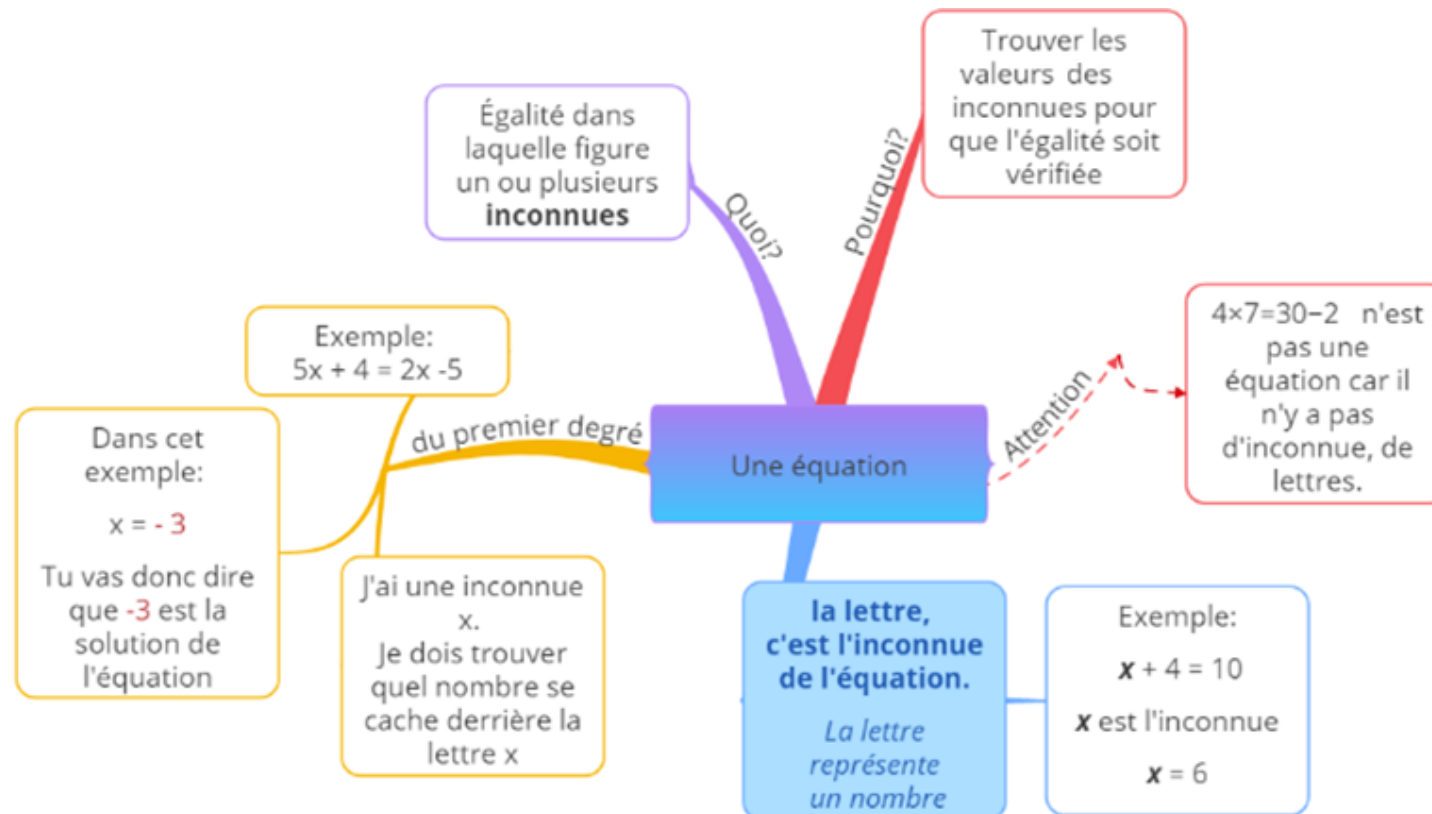 Trouver les
valeurs des
inconnues pour
que l'égalité soit
vérifiée
Égalité dans
laquelle figure
un ou plusieurs
inconnues
Quoi?
Pourquoi?
4×7=30−2 n'est
pas une
équation car il
n'y a pas
d'inconnue, de
lettres.
Attention
Une équation
du premier degré
Exemple:
5x + 4 = 2x -5
Dans cet
exemple:
x = - 3
Tu vas donc dire
que -3 est la
solution de
l'équation
J'ai une inconnue
x.
Je dois trouver
quel nombre se
cache derrière la
lettre x
la lettre,
c'est l'inconnue
de l'équation.
La lettre
représente
un nombre
Exemple:
x + 4 = 10
x est l'inconnue
x = 6